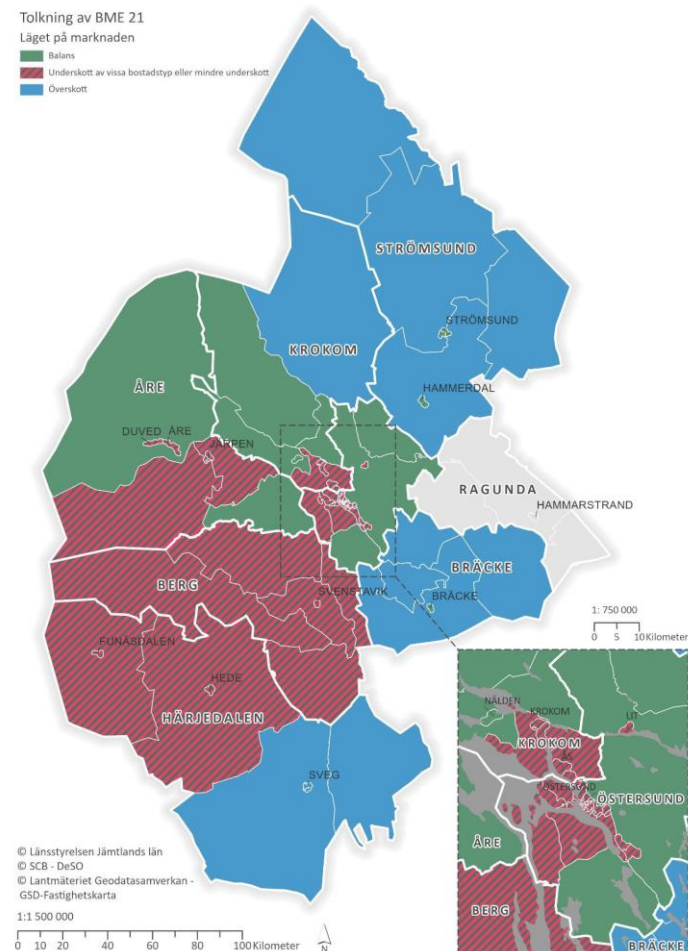 Tolkning av BME 21
Läget på marknaden
Balans
Underskott av vissa bostadstyp eller mindre underskott
Överskott
STRÖMSUND
STRÖMSUND
KROKOM
HAMMERDAL
ÅRE
DUVED ÅRE
JÄRPEN
RAGUNDA
HAMMARSTRAND
BRÄCKE
BERG
SVENSTAVIK
BRÄCKE
1: 750 000
0 5 10 Kilometer
FUNÄSDALEN
HEDE
HÄRJEDALEN
SVEG
NÄLDEN
KROKOM
LIT
KROKOM
ÅS
ÖSTERSUND
ÖSTERSUND
ÅRE
BERG
BRÄCKE
© Länsstyrelsen Jämtlands län
© SCB - DeSO
© Lantmäteriet Geodatasamverkan -
GSD-Fastighetskarta
1:1 500 000
0 10 20 40 60 80 100 Kilometer
N